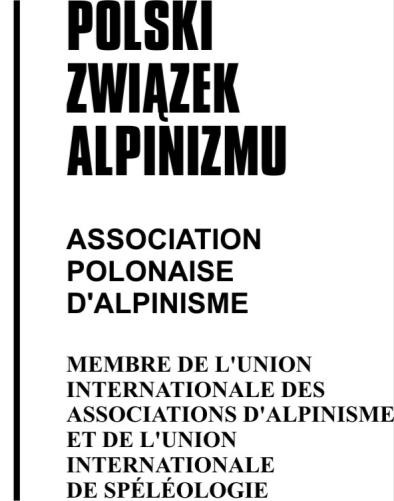 POLSKI
ZWIĄZEK
ALPINIZMU
ASSOCIATION
POLONAISE
D'ALPINISME
MEMBRE DE L'UNION
INTERNATIONALE DES
ASSOCIATIONS D'ALPINISME
ET DE L'UNION
INTERNATIONALE
DE SPÉLÉOLOGIE